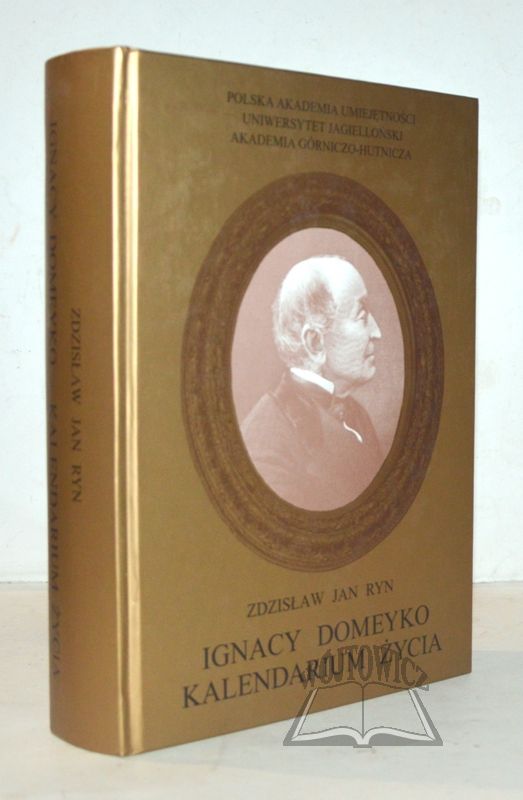 POLSKA AKADEMIA UMIEJĘTNOŚCI
UNIWERSYTET JAGIELLOŃSKI
AKADEMIA GÓRNICZO-HUTNICZA
ZDZISŁAW JAN RYN
IGNACY DOMEYKO
KALENDARIUM ŻYCIA
WÓJTOWICZ
ZDZISŁAW JAN RYN
IGNACY DOMEYKO KALENDARIUM ŻYCIA